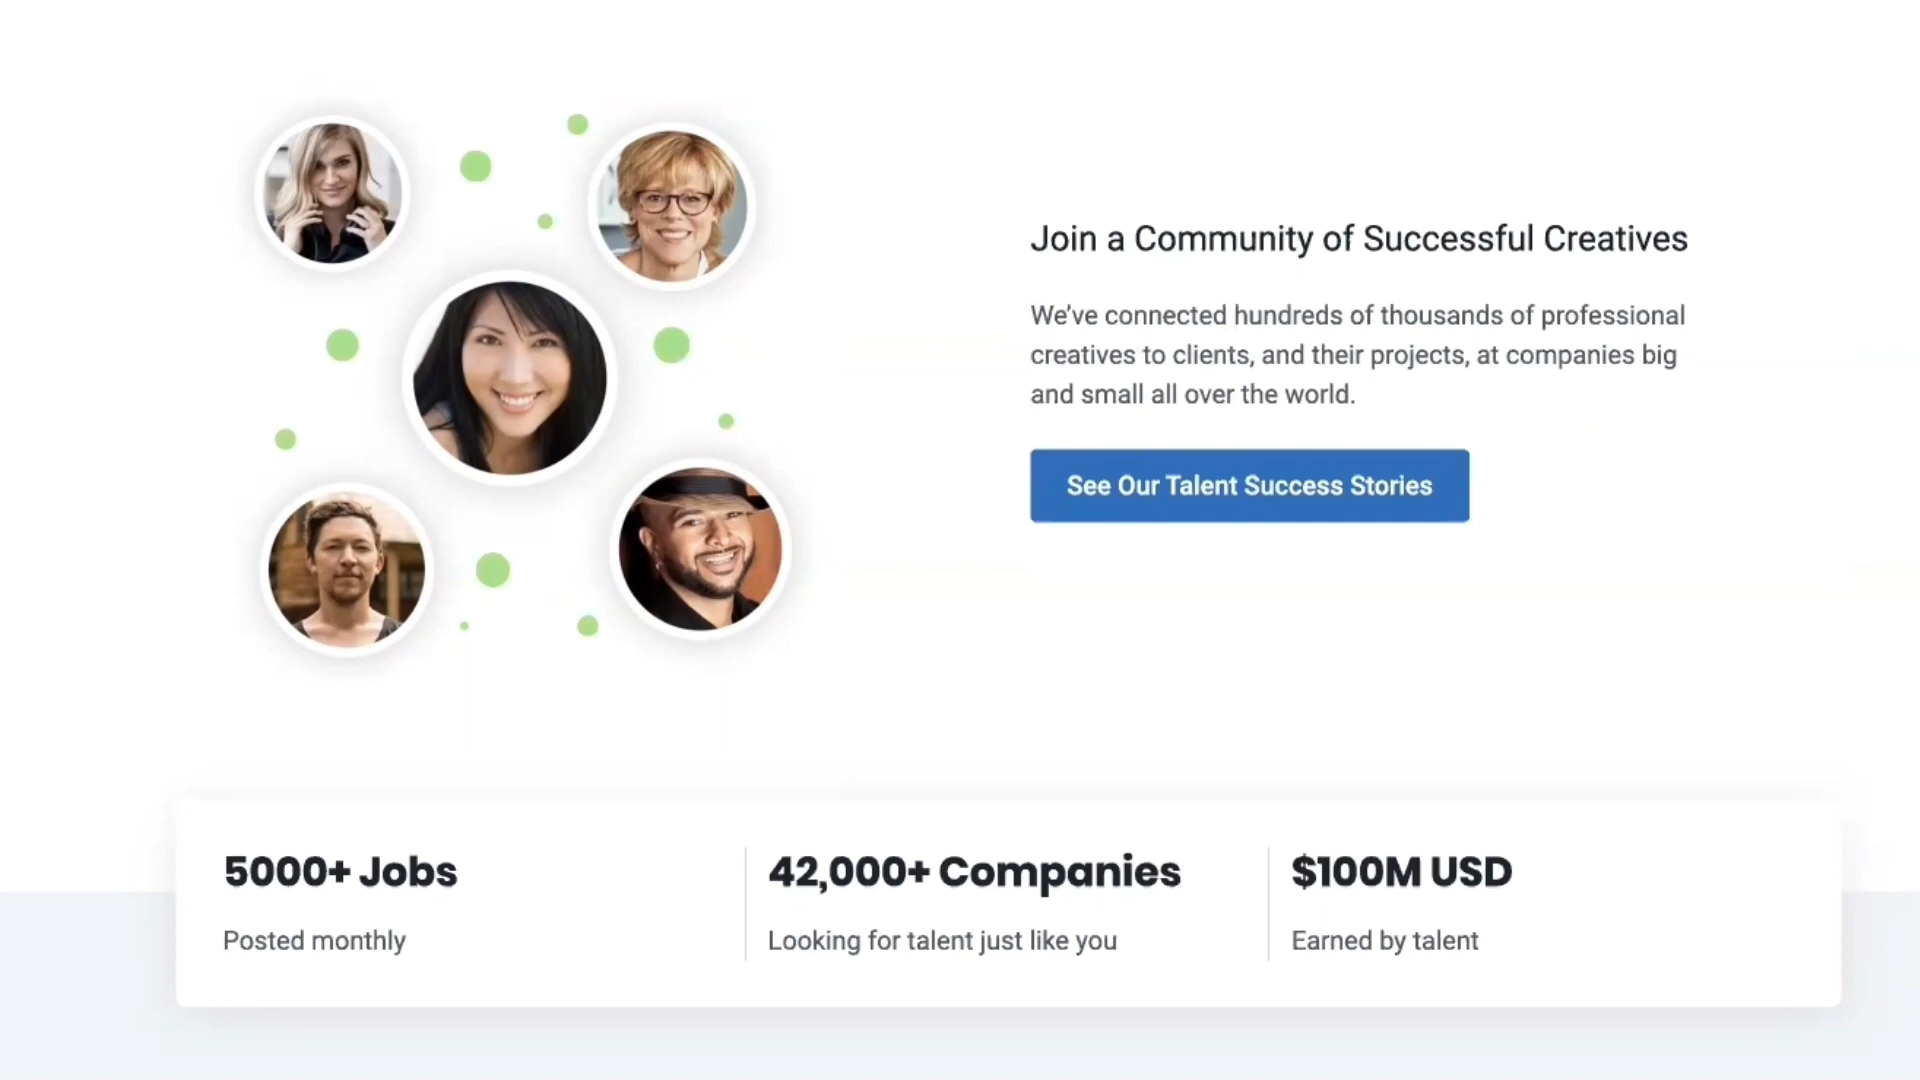 Join a Community of Successful Creatives
We’ve connected hundreds of thousands of professional
creatives to clients, and their projects, at companies big
and small all over the world.
See Our Talent Success Stories
5000+ Jobs
Posted monthly
42,000+ Companies
Looking for talent just like you
$100M USD
Earned by talent